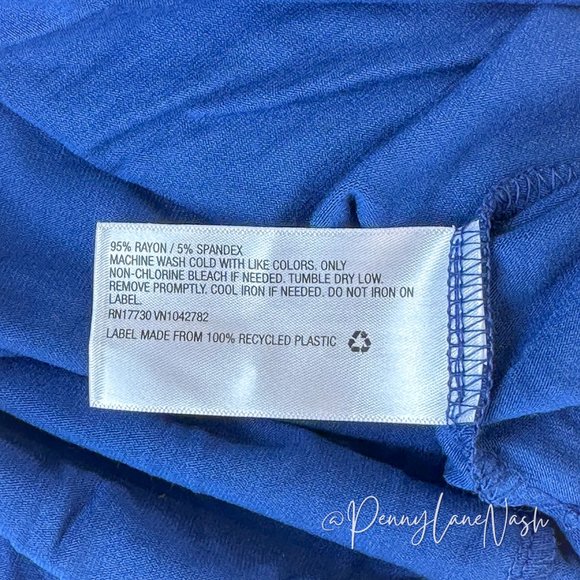 95% RAYON / 5% SPANDEX
MACHINE WASH COLD WITH LIKE COLORS. ONLY
NON-CHLORINE BLEACH IF NEEDED. TUMBLE DRY LOW.
REMOVE PROMPTLY. COOL IRON IF NEEDED. DO NOT IRON ON
LABEL.
RN17730 VN1042782
LABEL MADE FROM 100% RECYCLED PLASTIC
@PennyLaneNash